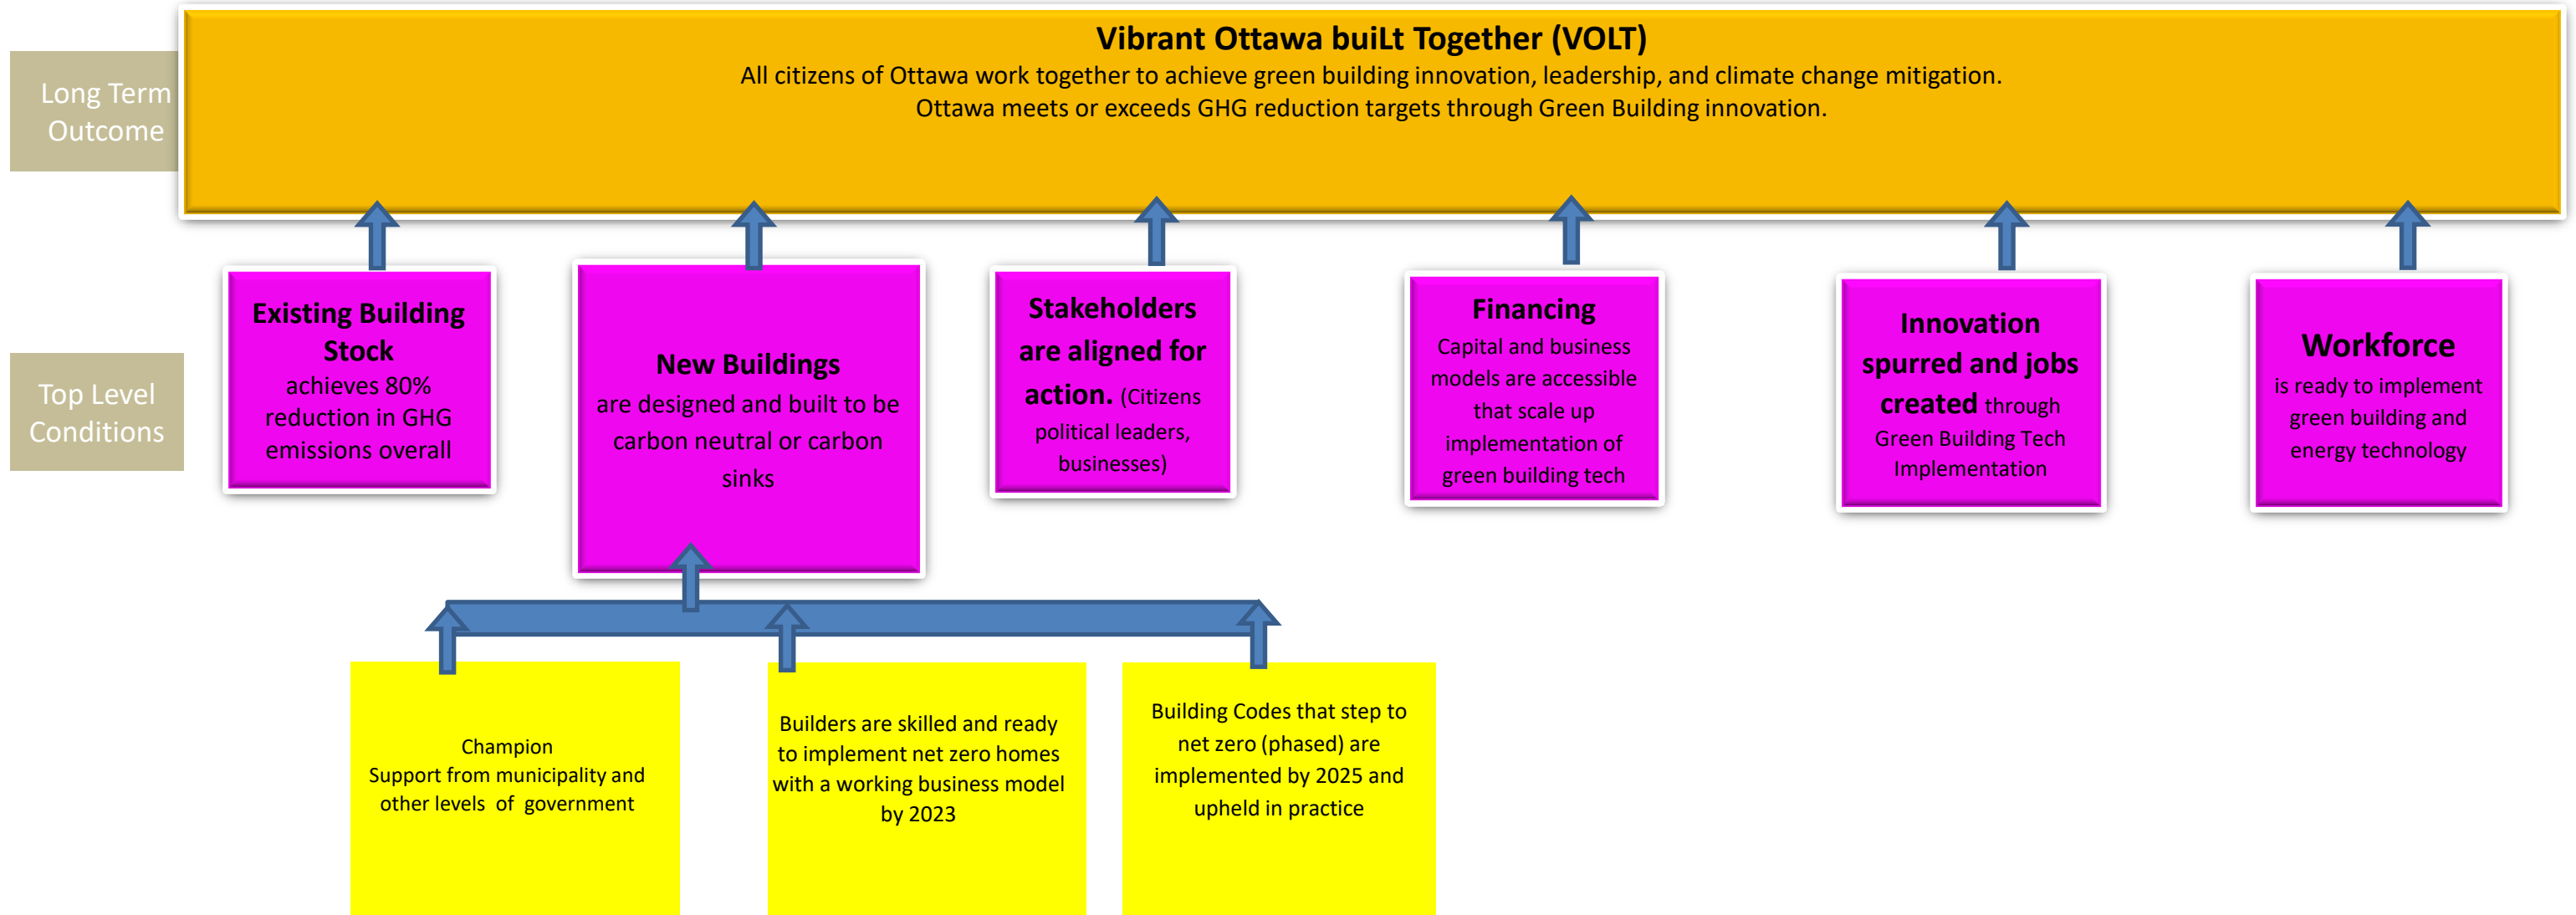 Vibrant Ottawa buiLt Together (VOLT)
All citizens of Ottawa work together to achieve green building innovation, leadership, and climate change mitigation.
Ottawa meets or exceeds GHG reduction targets through Green Building innovation.
Long Term
Outcome
Top Level
Conditions
Existing Building
Stock
achieves 80%
reduction in GHG
emissions overall
New Buildings
are designed and built to be
carbon neutral or carbon
sinks
Stakeholders
are aligned for
action. (Citizens
political leaders,
businesses)
Financing
Capital and business
models are accessible
that scale up
implementation of
green building tech
Innovation
spurred and jobs
created through
Green Building Tech
Implementation
Workforce
is ready to implement
green building and
energy technology
Champion
Support from municipality and
other levels of government
Builders are skilled and ready
to implement net zero homes
with a working business model
by 2023
Building Codes that step to
net zero (phased) are
implemented by 2025 and
upheld in practice